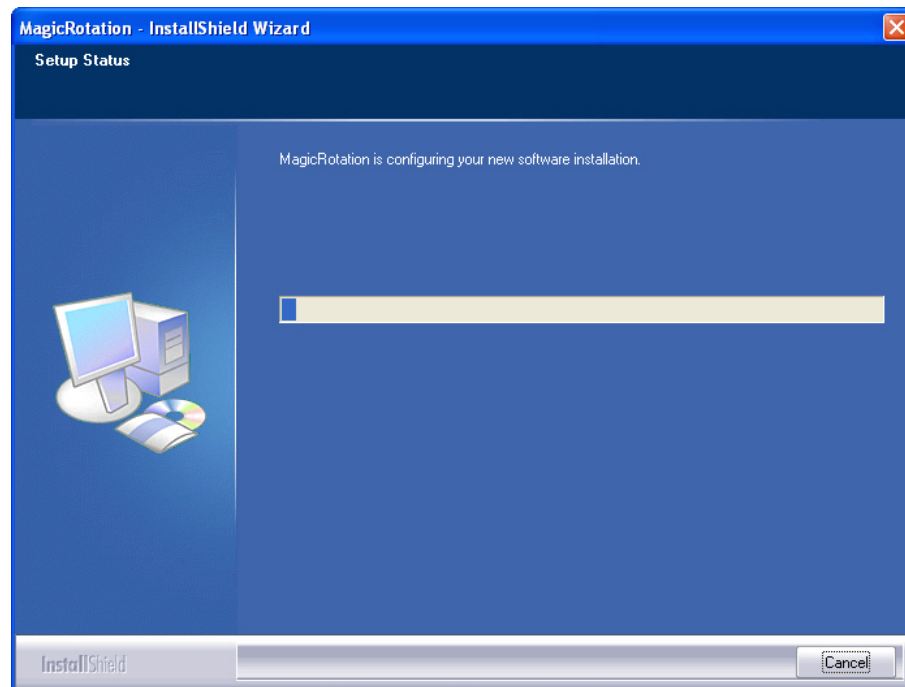 MagicRotation - InstallShield Wizard
Setup Status
MagicRotation is configuring your new software installation.
InstallShield
Cancel